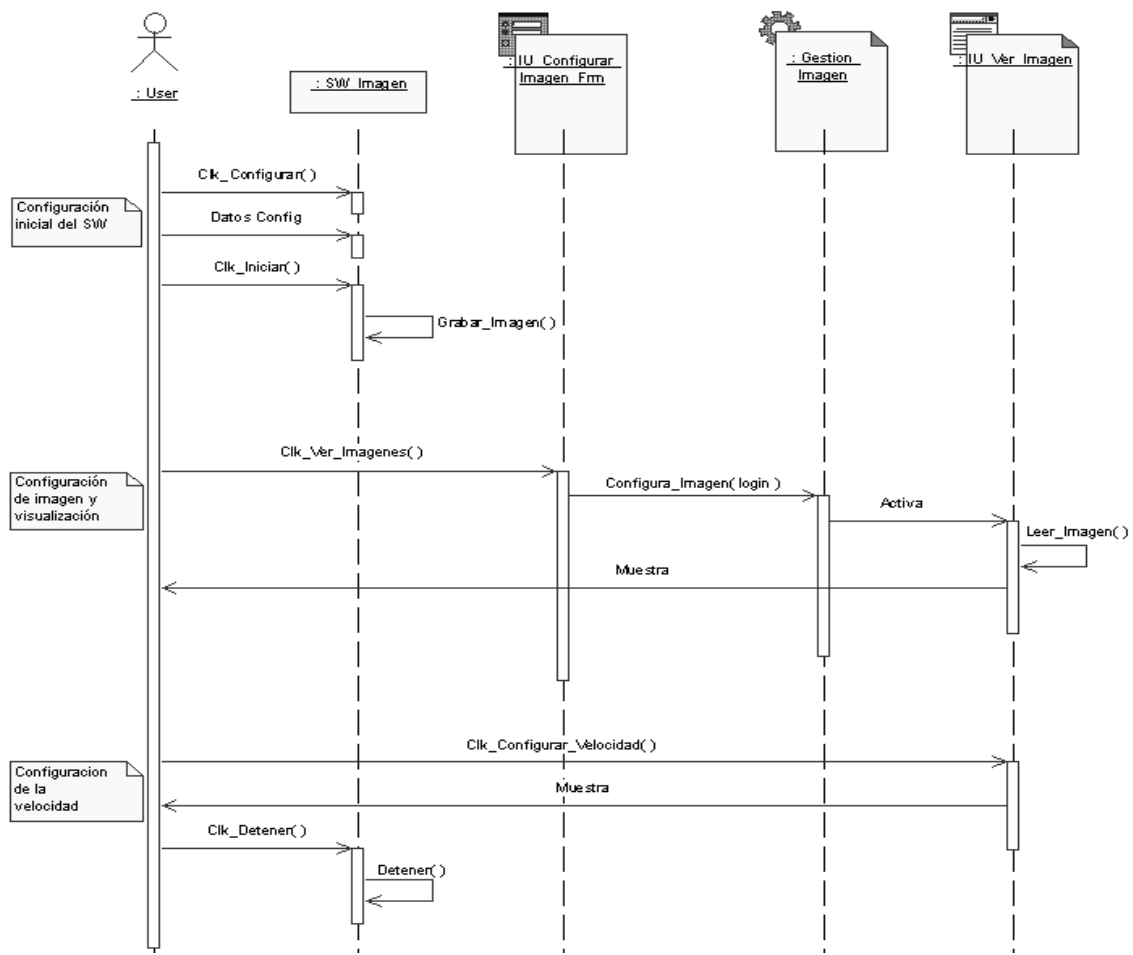 : User
: SW_Imagen
: IU_Configurar_
Imagen_Frm
: Gestion_
Imagen
: IU_Ver_Imagen
Clk_Configurar( )
Configuración
inicial del SW
Datos Config
Clk_Iniciar( )
Grabar_Imagen( )
Clk_Ver_Imagenes( )
Configuración
de imagen y
visualización
Configura_Imagen( login )
Activa
Leer_Imagen( )
Muestra
Clk_Configurar_Velocidad( )
Configuracion
de la
velocidad
Muestra
Clk_Detener( )
Detener( )